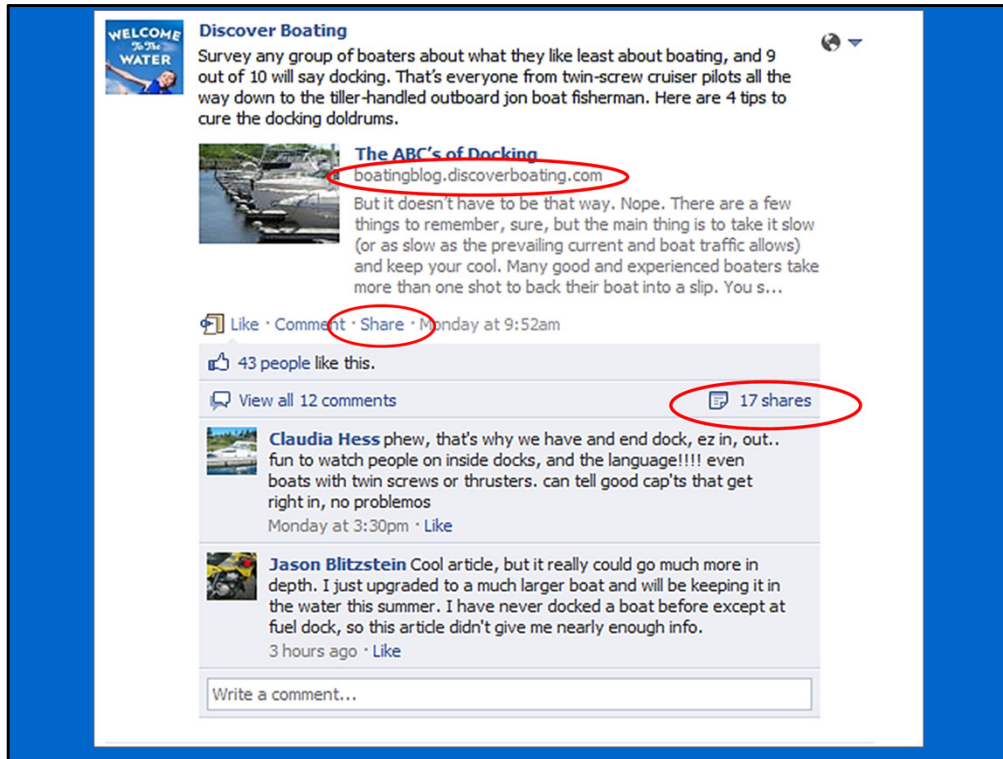 WELCOME
To The
WATER
Discover Boating
Survey any group of boaters about what they like least about boating, and 9
out of 10 will say docking. That's everyone from twin-screw cruiser pilots all the
way down to the tiller-handled outboard jon boat fisherman. Here are 4 tips to
cure the docking doldrums.
The ABC's of Docking
boatingblog.discoverboating.com
But it doesn't have to be that way. Nope. There are a few
things to remember, sure, but the main thing is to take it slow
(or as slow as the prevailing current and boat traffic allows)
and keep your cool. Many good and experienced boaters take
more than one shot to back their boat into a slip. You s...
Like · Comment · Share · Monday at 9:52am
43 people like this.
View all 12 comments 17 shares
Claudia Hess phew, that's why we have and end dock, ez in, out..
fun to watch people on inside docks, and the language!!!! even
boats with twin screws or thrusters. can tell good cap'ts that get
right in, no problemos
Monday at 3:30pm · Like
Jason Blitzstein Cool article, but it really could go much more in
depth. I just upgraded to a much larger boat and will be keeping it in
the water this summer. I have never docked a boat before except at
fuel dock, so this article didn't give me nearly enough info.
3 hours ago · Like
Write a comment...